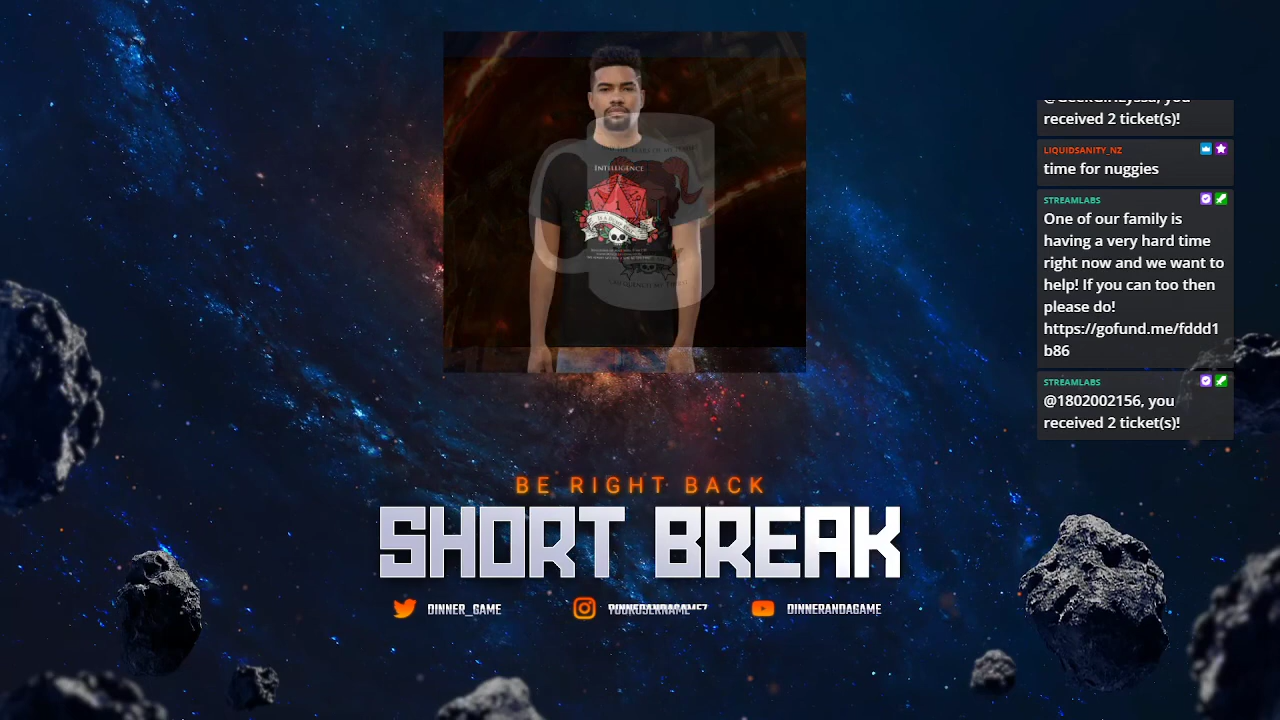 received 2 ticket(s)!
LIQUIDSANITY_NZ
time for nuggies
STREAMLABS
One of our family is
having a very hard time
right now and we want to
help! If you can too then
please do!
https://gofund.me/fddd1
b86
STREAMLABS
@1802002156, you
received 2 ticket(s)!
INTELLIGENCE
BE RIGHT BACK
SHORT BREAK
DINNER_GAME
DINNERANDAGAME